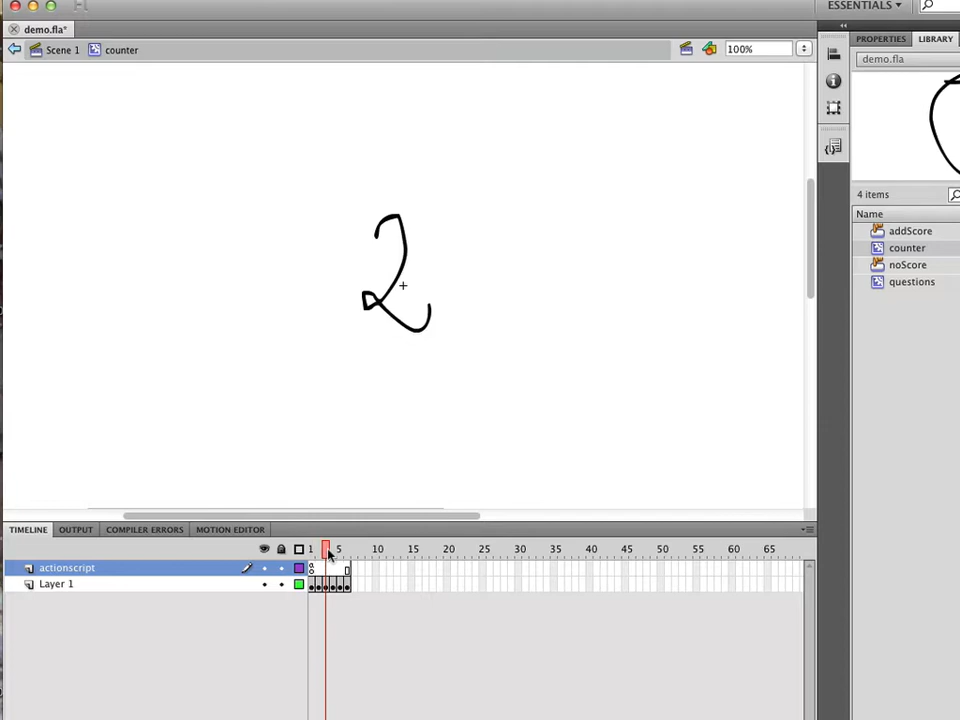 ESSENTIALS
demo.fla*
Scene 1 counter 100%
PROPERTIES LIBRARY
demo.fla
2
4 items
Name
addScore
counter
noScore
questions
TIMELINE OUTPUT COMPILER ERRORS MOTION EDITOR
1 5 10 15 20 25 30 35 40 45 50 55 60 65
actionscript
Layer 1